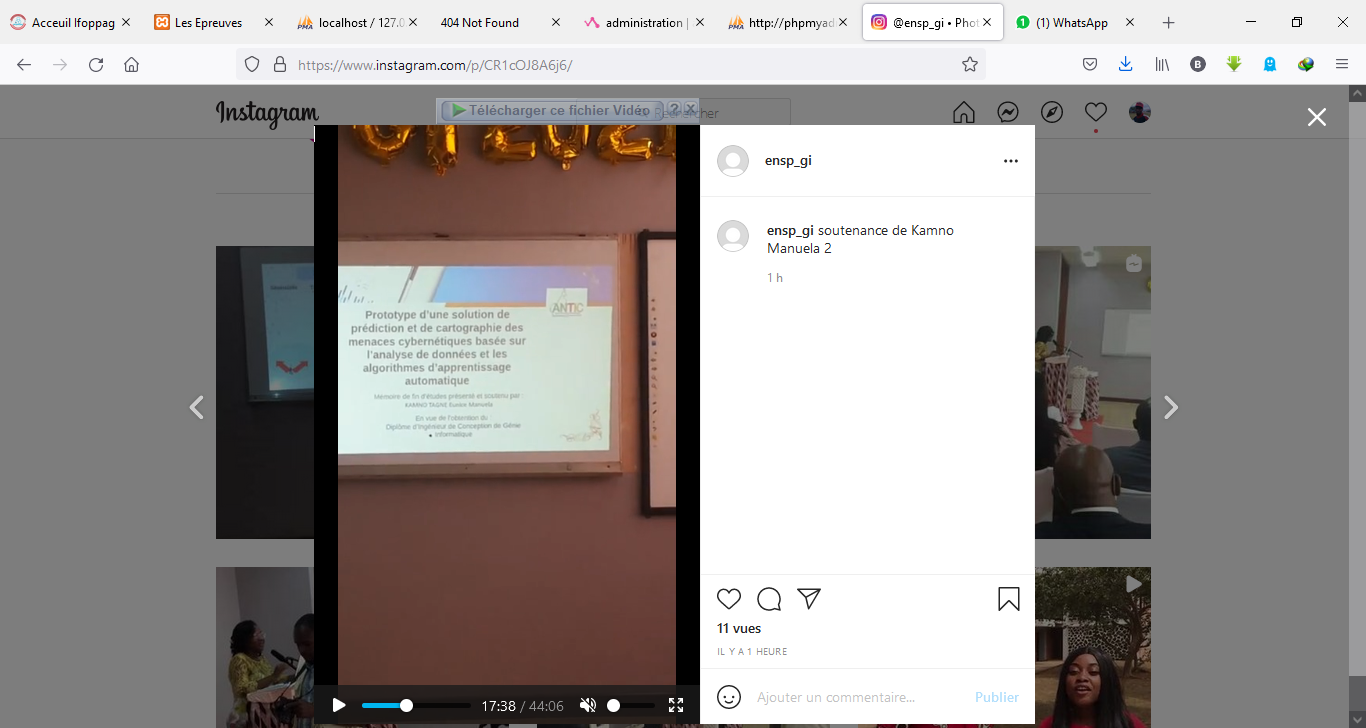 Acceuil Ifoppag
Les Epreuves
localhost / 127.0
404 Not Found
administration |
http://phpmyad
@ensp_gi • Phot
(1) WhatsApp
https://www.instagram.com/p/CR1cOJ8A6j6/
Instagram
Télécharger ce fichier Vidéo ?
Rechercher
ensp_gi
ensp_gi soutenance de Kamno
Manuela 2
1 h
ANTIC
Prototype d'une solution de
prédiction et de cartographie des
menaces cybernétiques basée sur
l'analyse de données et les
algorithmes d'apprentissage
automatique
Mémoire de fin d'études présenté et soutenu par :
KAMNO TAGNE Manuela
En vue de l'obtention du :
Diplôme d'Ingénieur de Conception de Génie
Informatique
11 vues
IL Y A 1 HEURE
17:38 / 44:06
Ajouter un commentaire...
Publier